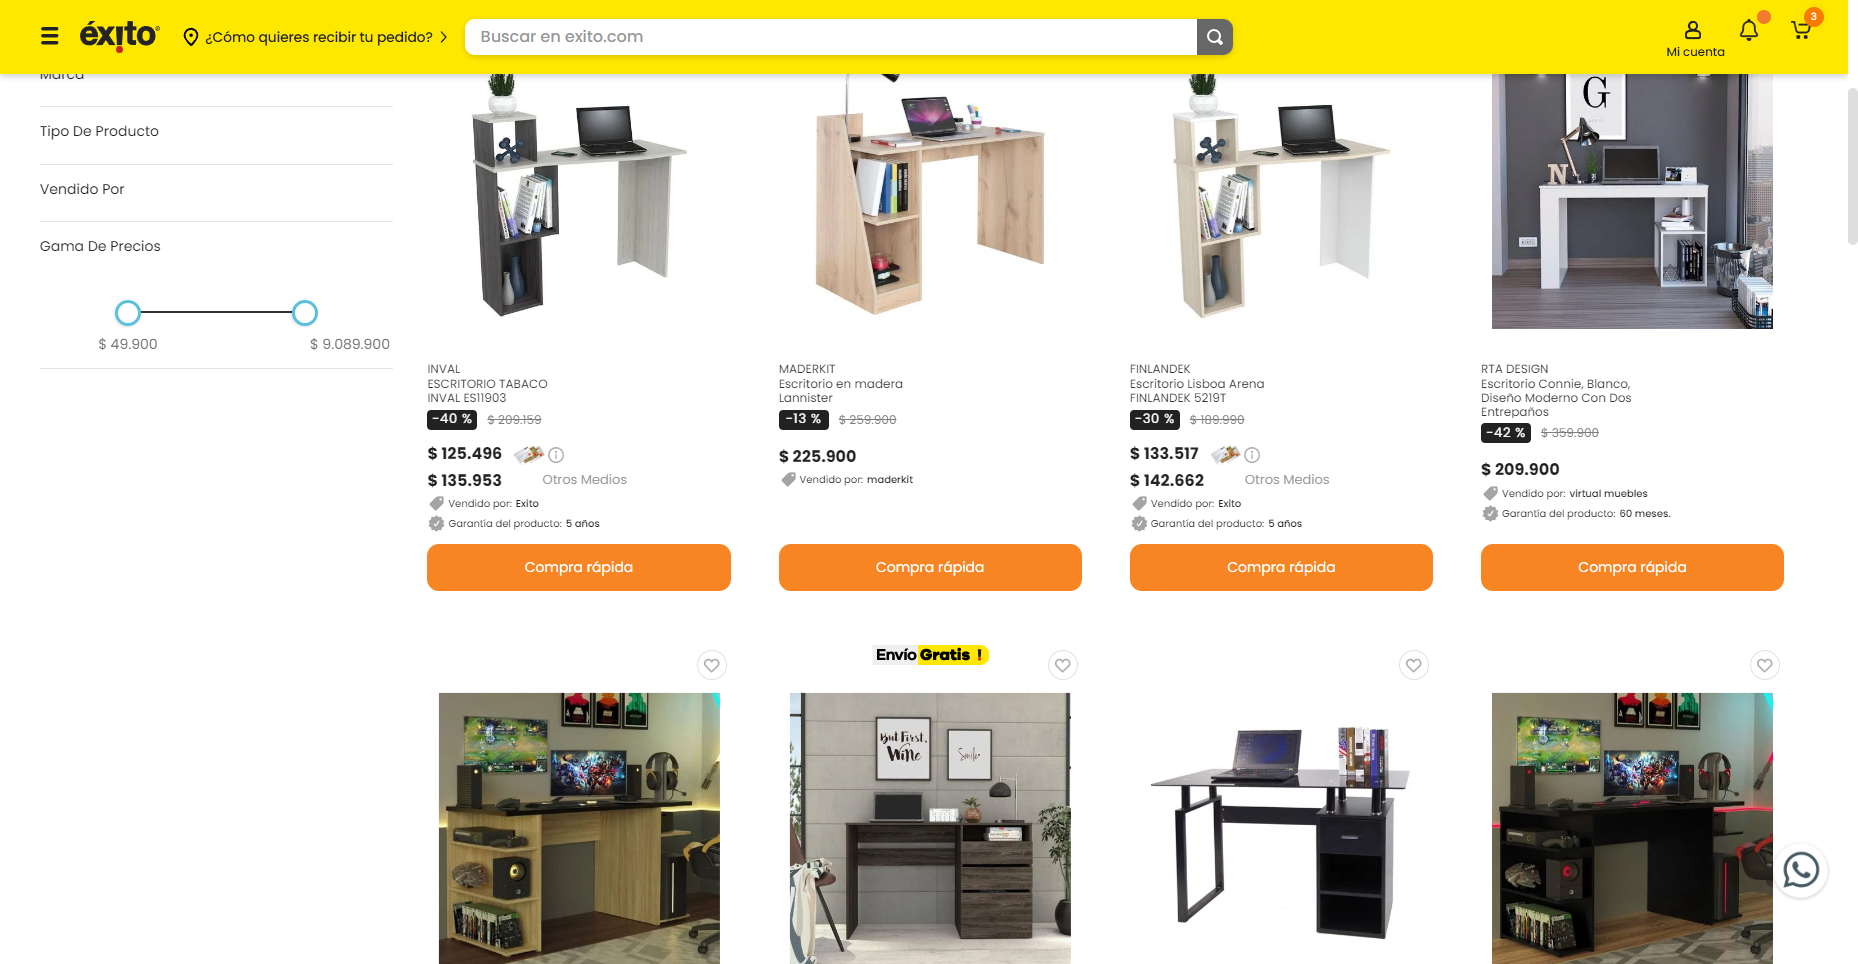 éxito
¿Cómo quieres recibir tu pedido?
Buscar en exito.com
Mi cuenta
3
Marca
Tipo De Producto
Vendido Por
Gama De Precios
$ 49.900
$ 9.089.900
G
N
INVAL
ESCRITORIO TABACO
INVAL ES11903
-40 %
$ 209.159
$ 125.496
$ 135.953
Otros Medios
Vendido por: Exito
Garantía del producto: 5 años
Compra rápida
MADERKIT
Escritorio en madera
Lannister
-13 %
$ 259.900
$ 225.900
Vendido por: maderkit
Compra rápida
FINLANDEK
Escritorio Lisboa Arena
FINLANDEK 5219T
-30 %
$ 189.990
$ 133.517
$ 142.662
Otros Medios
Vendido por: Exito
Garantía del producto: 5 años
Compra rápida
RTA DESIGN
Escritorio Connie, Blanco,
Diseño Moderno Con Dos
Entrepaños
-42 %
$ 359.900
$ 209.900
Vendido por: virtual muebles
Garantía del producto: 60 meses.
Compra rápida
Envío Gratis !
But First,
Wine
Smile